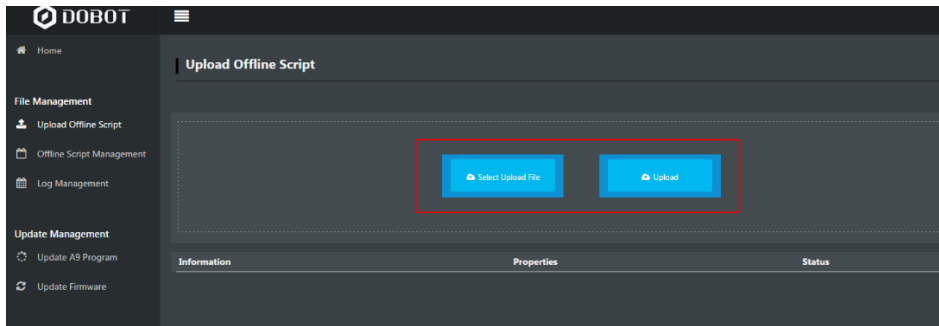 DOBOT
Home
Upload Offline Script
File Management
Upload Offline Script
Offline Script Management
Log Management
Select Upload File
Upload
Update Management
Update A9 Program
Update Firmware
Information Properties Status